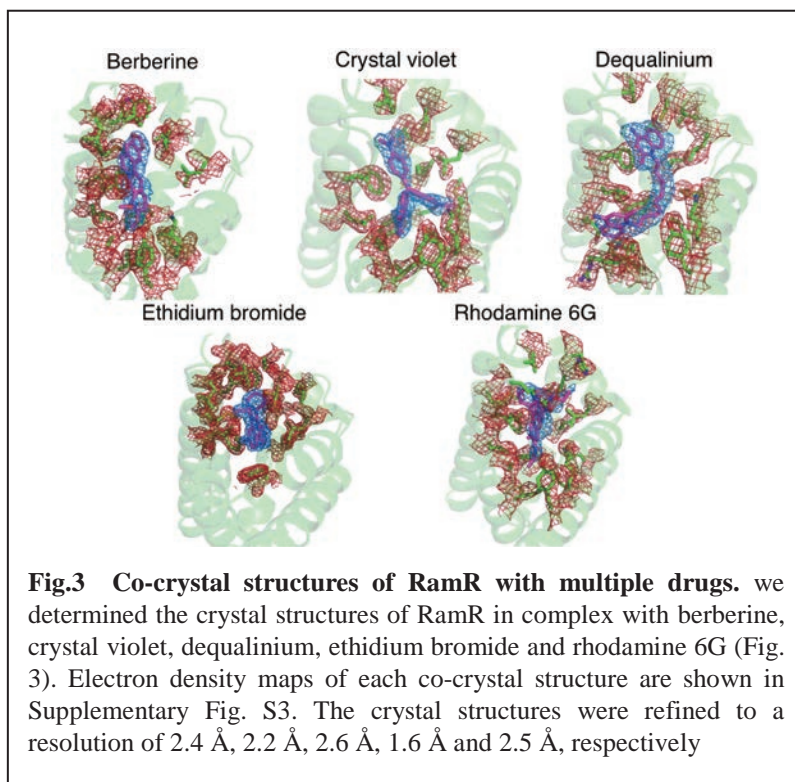 Berberine
Crystal violet
Dequalinium
Ethidium bromide
Rhodamine 6G
Fig.3 Co-crystal structures of RamR with multiple drugs. we
determined the crystal structures of RamR in complex with berberine,
crystal violet, dequalinium, ethidium bromide and rhodamine 6G (Fig.
3). Electron density maps of each co-crystal structure are shown in
Supplementary Fig. S3. The crystal structures were refined to a
resolution of 2.4 Å, 2.2 Å, 2.6 Å, 1.6 Å and 2.5 Å, respectively